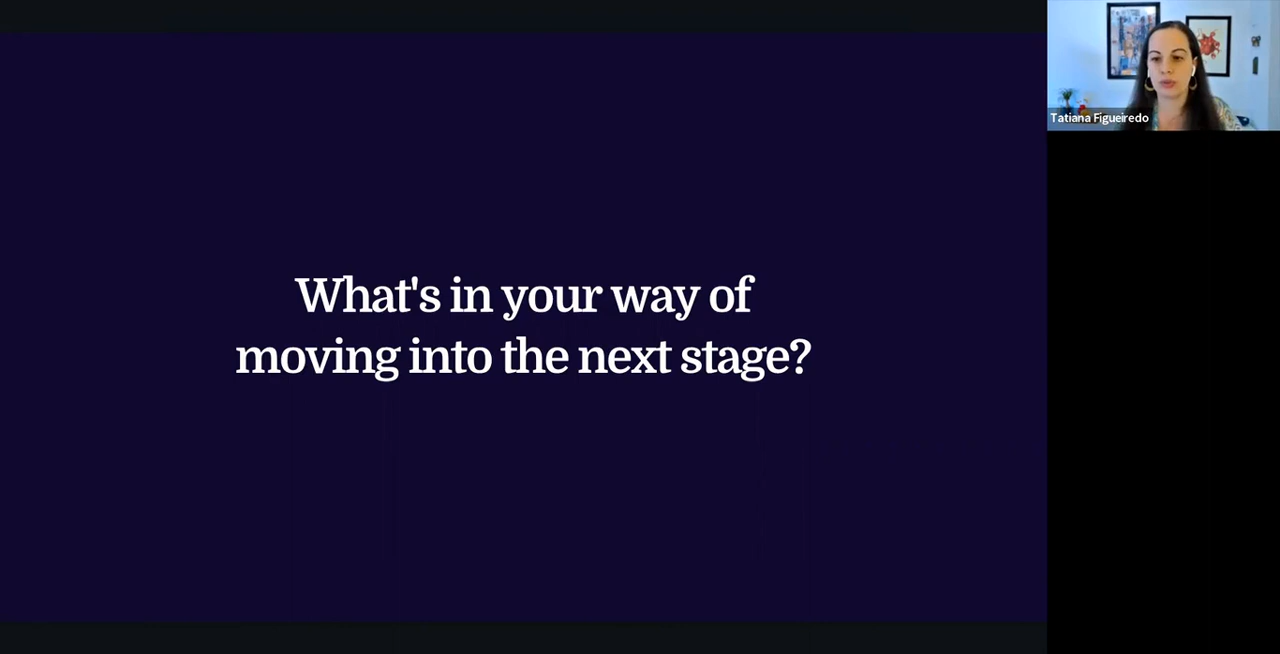 What's in your way of
moving into the next stage?
Tatiana Figueiredo